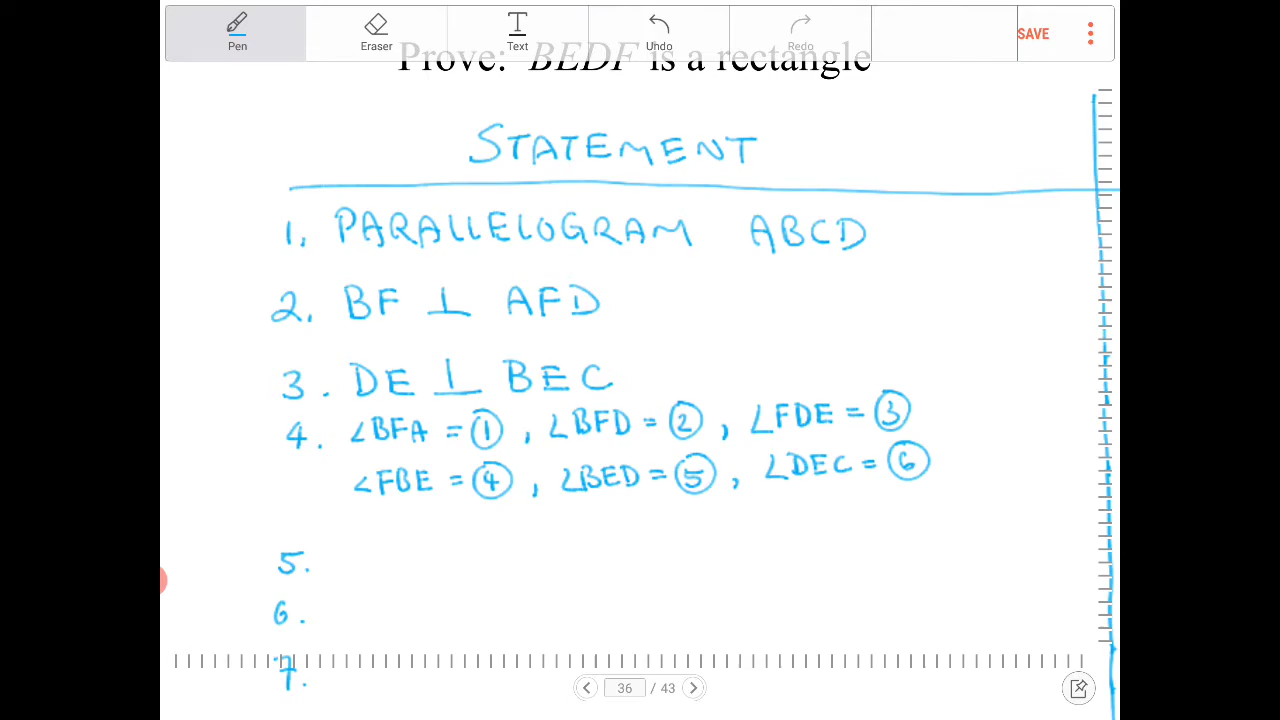 Pen Eraser Text Undo Redo SAVE
Prove: BEDF is a rectangle
STATEMENT
1. PARALLELOGRAM ABCD
2. BF ⊥ AFD
3. DE ⊥ BEC
4. ∠BFA = ①, ∠BFD = ②, ∠FDE = ③
∠FBE = ④, ∠BED = ⑤, ∠DEC = ⑥
5.
6.
7.
36 / 43